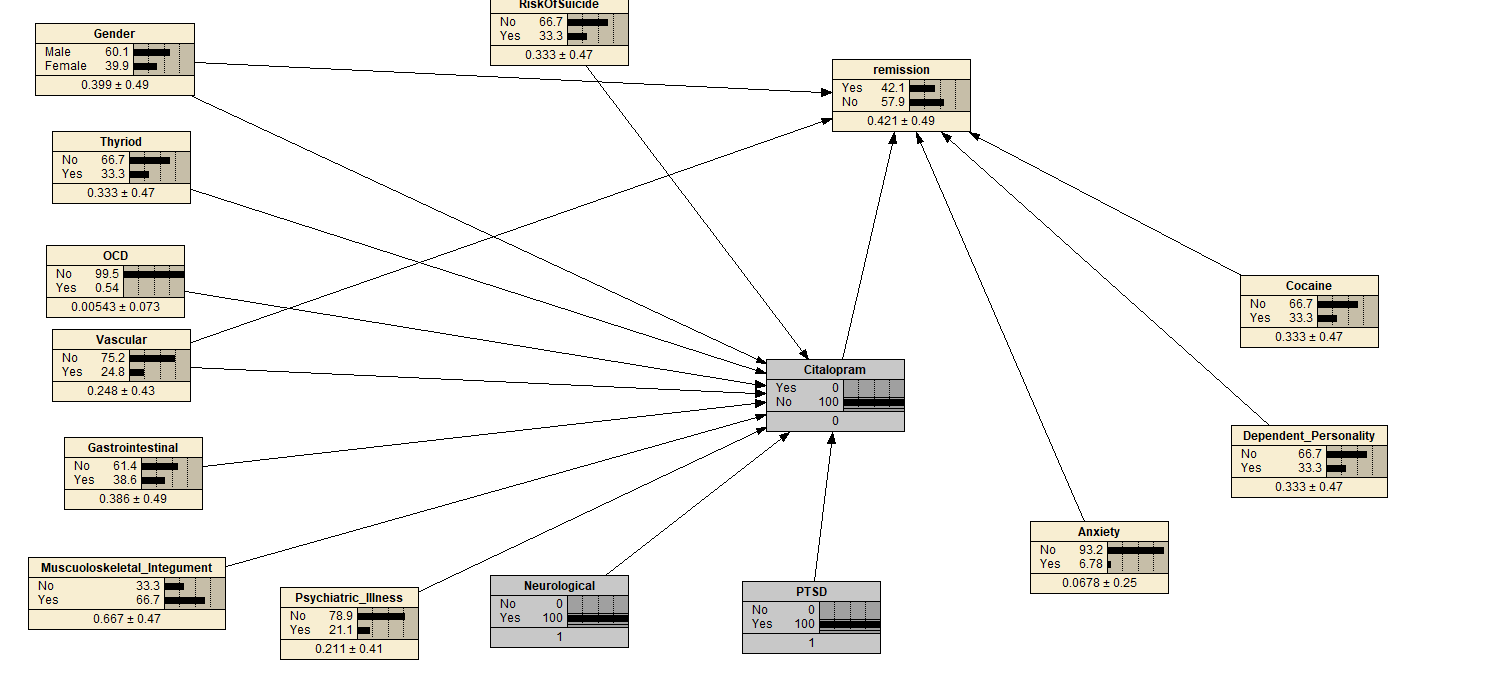 RiskOfSuicide
No 66.7
Yes 33.3
0.333 ± 0.47
Gender
Male 60.1
Female 39.9
0.399 ± 0.49
remission
Yes 42.1
No 57.9
0.421 ± 0.49
Thyriod
No 66.7
Yes 33.3
0.333 ± 0.47
OCD
No 99.5
Yes 0.54
0.00543 ± 0.073
Vascular
No 75.2
Yes 24.8
0.248 ± 0.43
Cocaine
No 66.7
Yes 33.3
0.333 ± 0.47
Citalopram
Yes 0
No 100
0
Gastrointestinal
No 61.4
Yes 38.6
0.386 ± 0.49
Dependent_Personality
No 66.7
Yes 33.3
0.333 ± 0.47
Anxiety
No 93.2
Yes 6.78
0.0678 ± 0.25
Muscuoloskeletal_Integument
No 33.3
Yes 66.7
0.667 ± 0.47
Psychiatric_Illness
No 78.9
Yes 21.1
0.211 ± 0.41
Neurological
No 0
Yes 100
1
PTSD
No 0
Yes 100
1